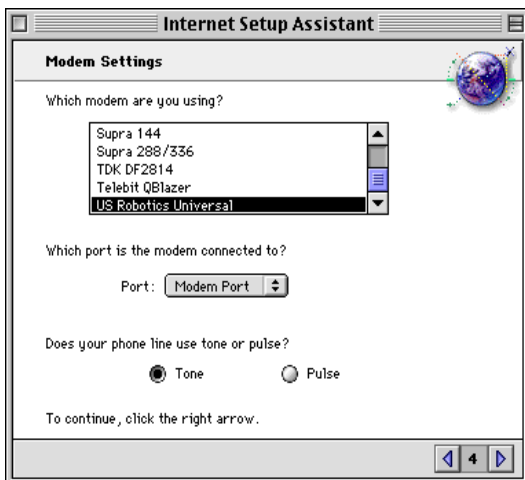 Internet Setup Assistant
Modem Settings
Which modem are you using?
Supra 144
Supra 288/336
TDK DF2814
Telebit QBlazer
US Robotics Universal
Which port is the modem connected to?
Port: Modem Port
Does your phone line use tone or pulse?
Tone Pulse
To continue, click the right arrow.
4